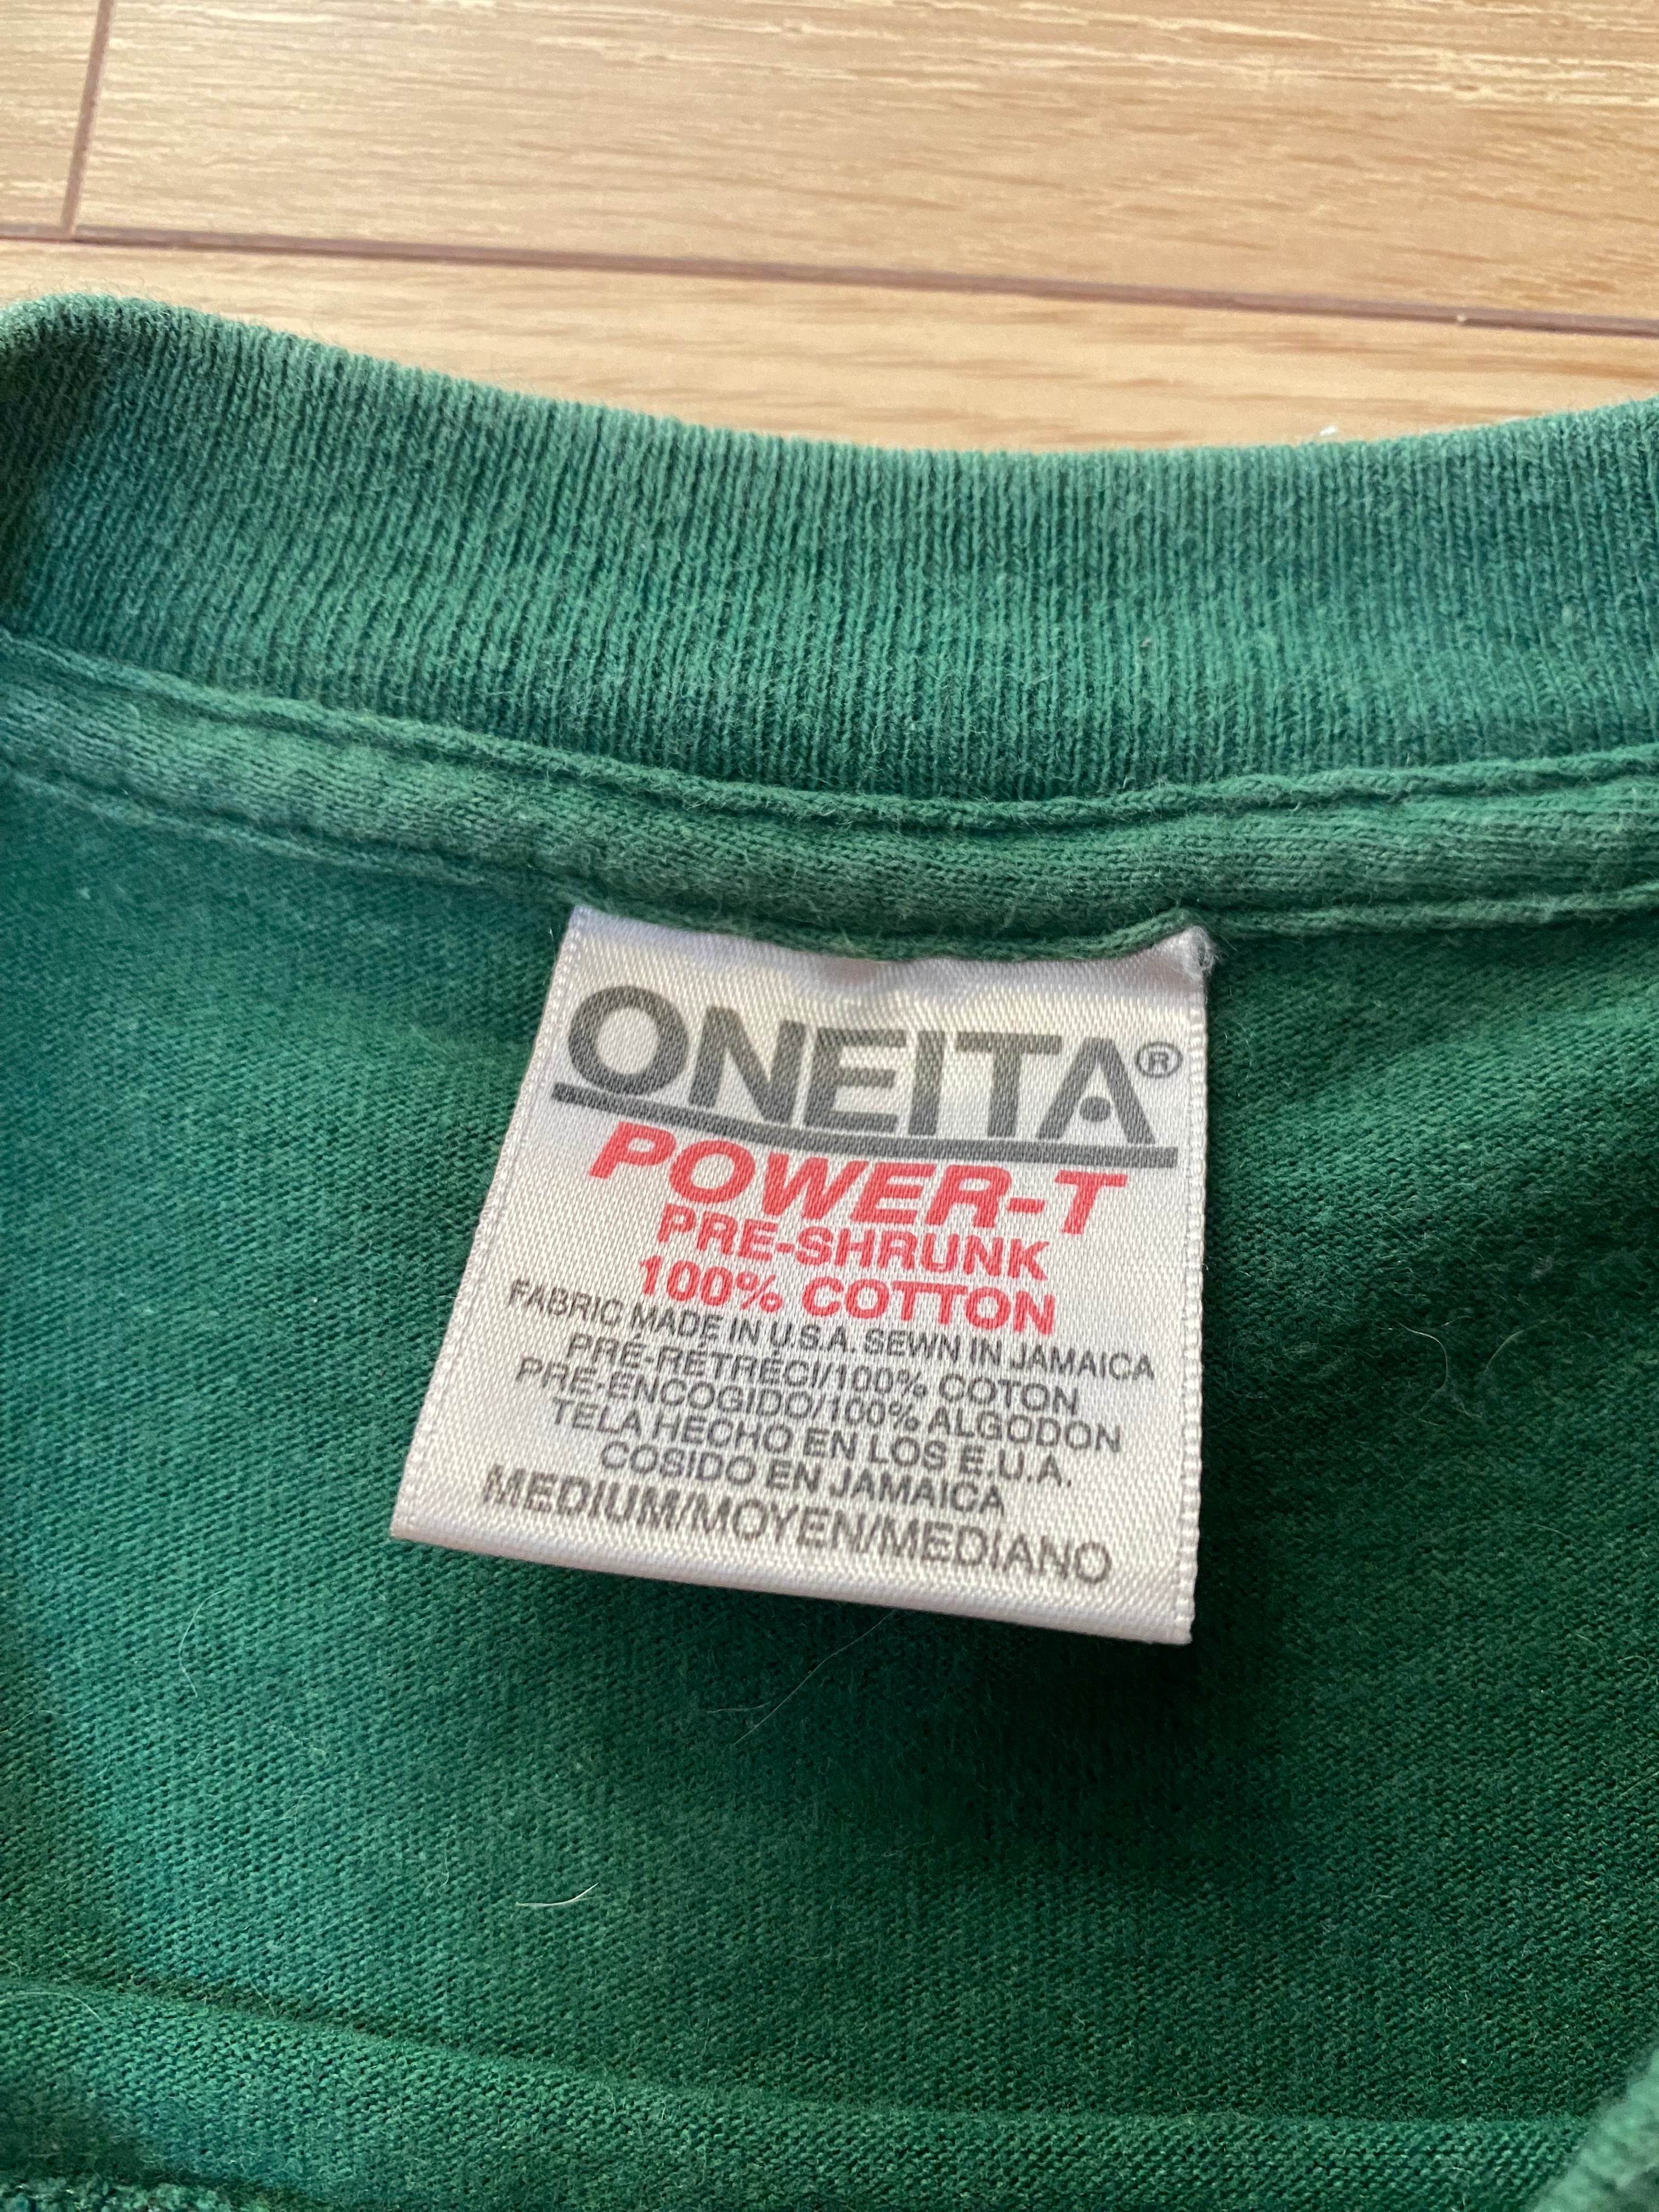 ONEITA®
POWER-T
PRE-SHRUNK
100% COTTON
FABRIC MADE IN U.S.A. SEWN IN JAMAICA
PRÉ-RÉTRÉCI/100% COTON
PRE-ENCOGIDO/100% ALGODON
TELA HECHO EN LOS E.U.A.
COSIDO EN JAMAICA
MEDIUM/MOYEN/MEDIANO